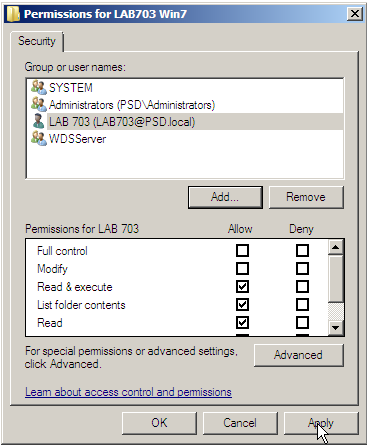 Permissions for LAB703 Win7
Security
Group or user names:
SYSTEM
Administrators (PSD\Administrators)
LAB 703 (LAB703@PSD.local)
WDSServer
Add...
Remove
Permissions for LAB 703 Allow Deny
Full control
Modify
Read & execute
List folder contents
Read
For special permissions or advanced settings,
click Advanced.
Advanced
Learn about access control and permissions
OK
Cancel
Apply